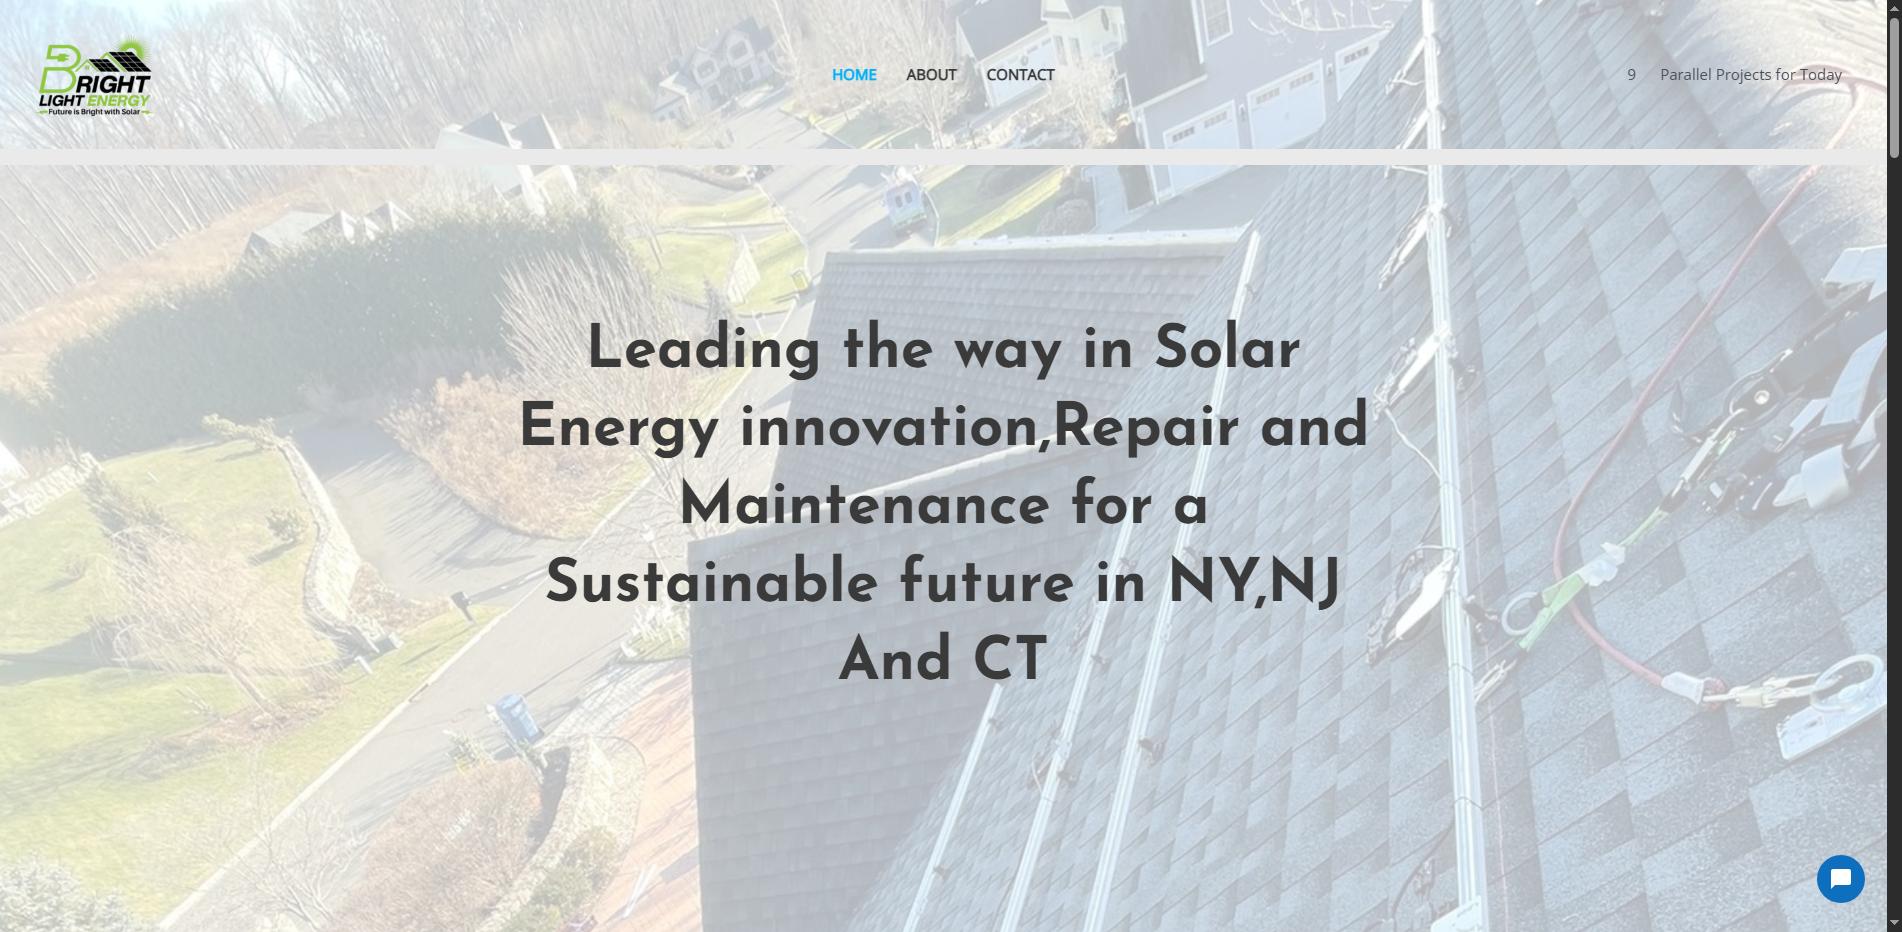 BRIGHT
LIGHT ENERGY
Future is Bright with Solar
HOME
ABOUT
CONTACT
9
Parallel Projects for Today
Leading the way in Solar
Energy innovation,Repair and
Maintenance for a
Sustainable future in NY,NJ
And CT